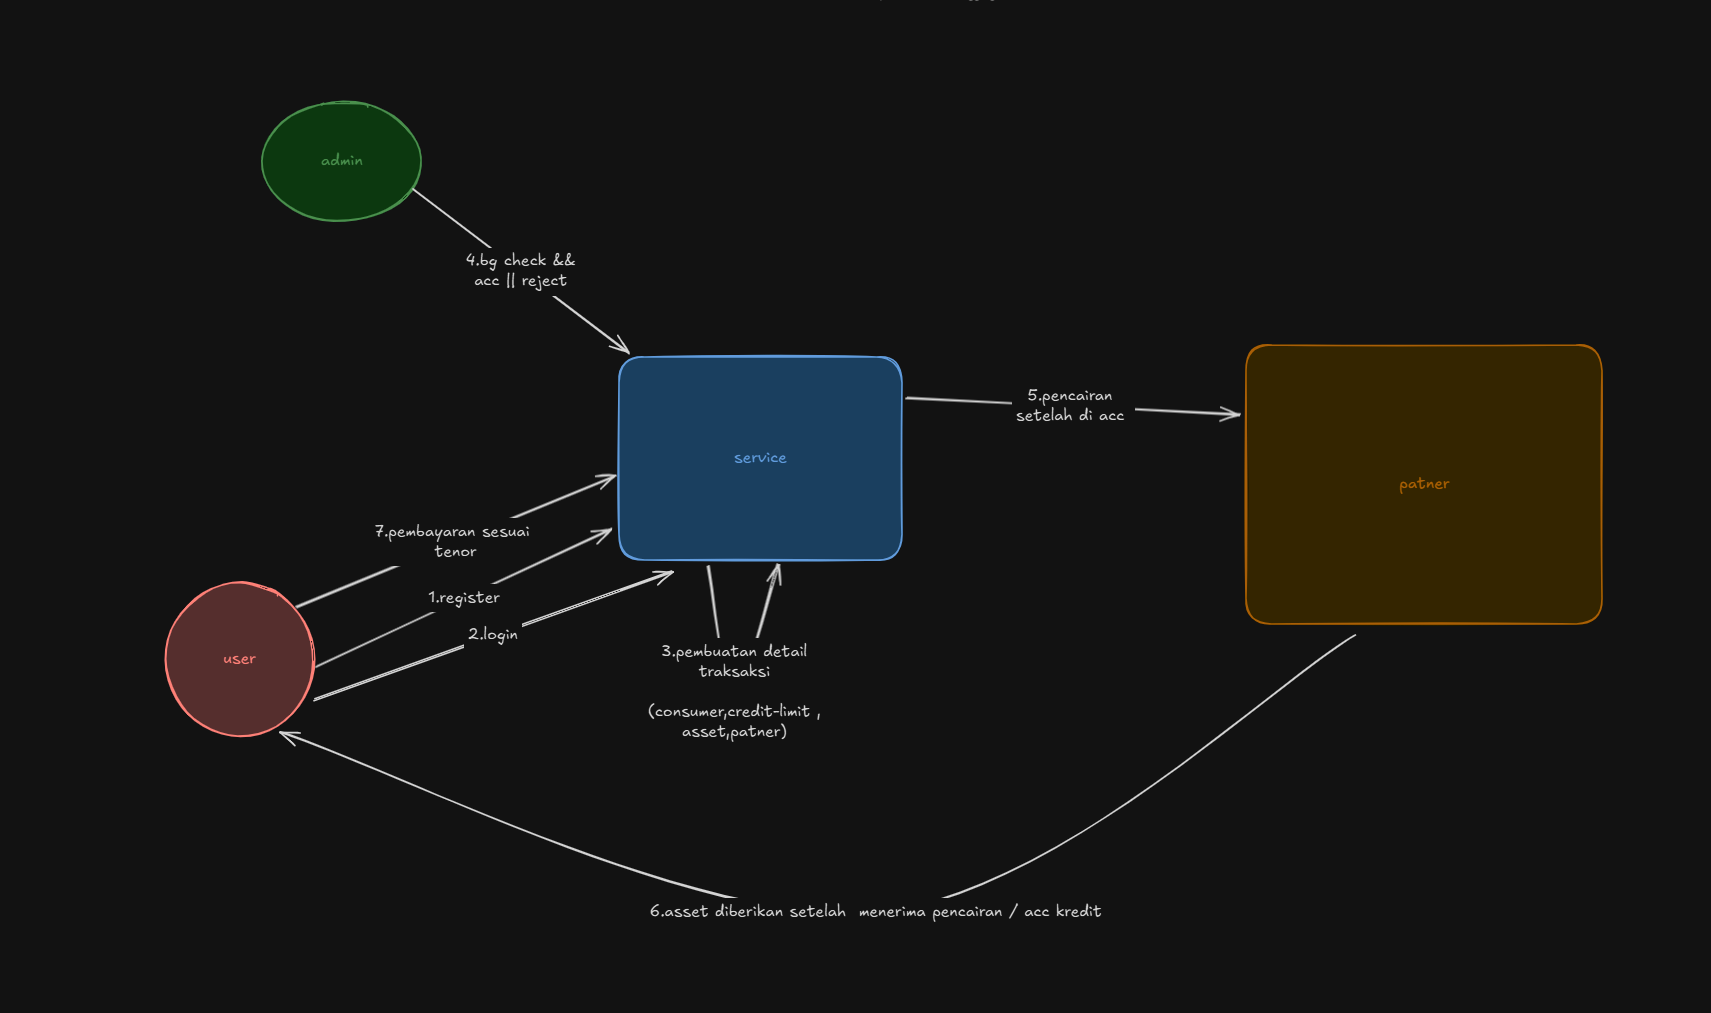 admin
4.bg check &&
acc || reject
service
5.pencairan
setelah di acc
patner
7.pembayaran sesuai
tenor
1.register
2.login
user
3.pembuatan detail
traksaksi
(consumer,credit-limit ,
asset,patner)
6.asset diberikan setelah  menerima pencairan / acc kredit